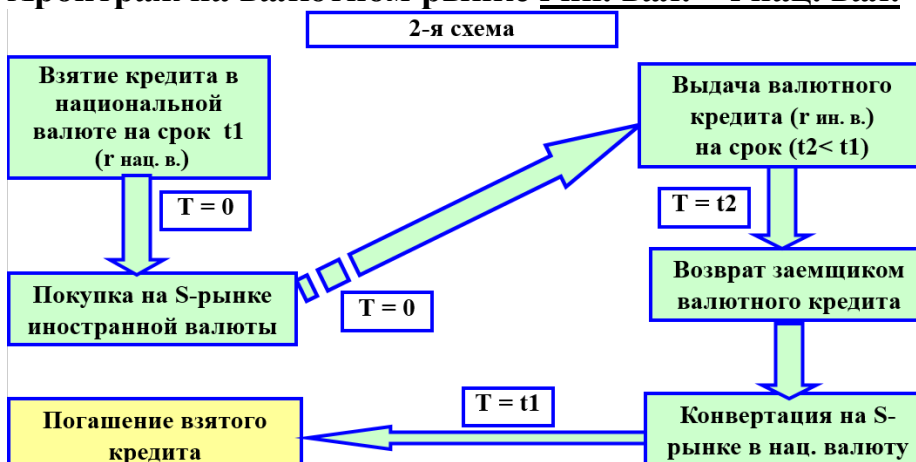 2-я схема
Взятие кредита в
национальной
валюте на срок t1
(r нац. в.)
Выдача валютного
кредита (r ин. в.)
на срок (t2< t1)
T = 0
T = t2
Покупка на S-рынке
иностранной валюты
T = 0
Возврат заемщиком
валютного кредита
T = t1
Погашение взятого
кредита
Конвертация на S-
рынке в нац. валюту